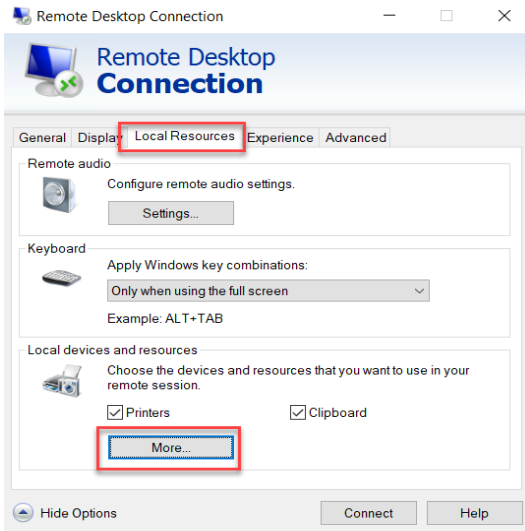 Remote Desktop Connection
Remote Desktop
Connection
General Display Local Resources Experience Advanced
Remote audio
Configure remote audio settings.
Settings...
Keyboard
Apply Windows key combinations:
Only when using the full screen
Example: ALT+TAB
Local devices and resources
Choose the devices and resources that you want to use in your
remote session.
Printers Clipboard
More...
Hide Options Connect Help